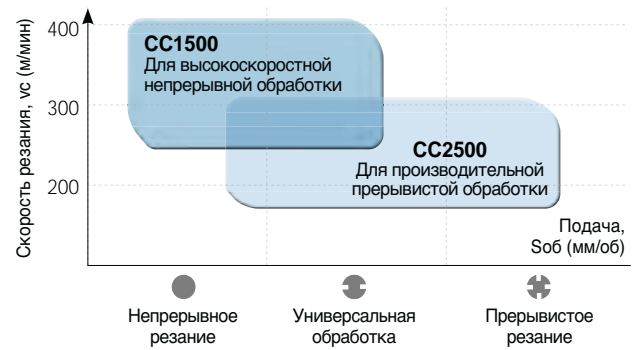 Скорость резания, vc (м/мин)
400
300
200
CC1500
Для высокоскоростной
непрерывной обработки
CC2500
Для производительной
прерывистой обработки
Подача,
Sоб (мм/об)
Непрерывное
резание
Универсальная
обработка
Прерывистое
резание